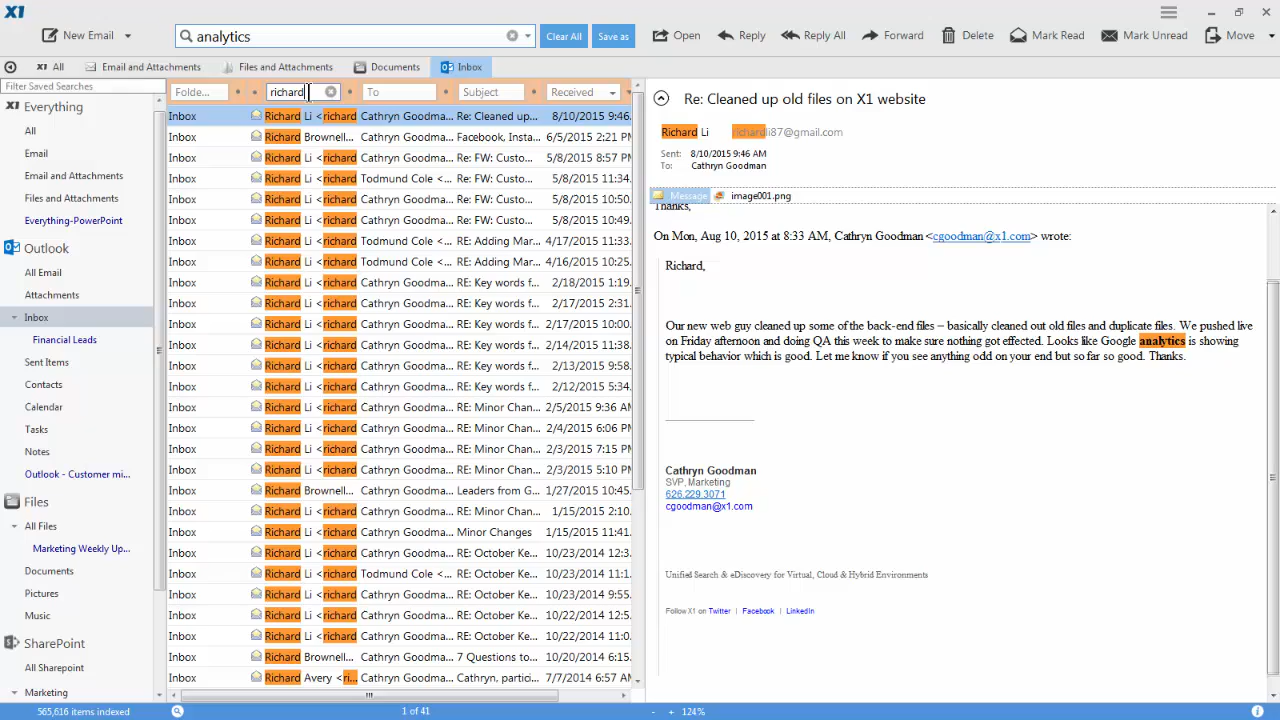 X1
New Email
analytics
Clear All
Save as
Open
Reply
Reply All
Forward
Delete
Mark Read
Mark Unread
Move
X1 All
Email and Attachments
Files and Attachments
Documents
Inbox
Filter Saved Searches
X1 Everything
All
Email
Email and Attachments
Files and Attachments
Everything-PowerPoint
Outlook
All Email
Attachments
Inbox
Financial Leads
Sent Items
Contacts
Calendar
Tasks
Notes
Outlook - Customer mi...
Files
All Files
Marketing Weekly Up...
Documents
Pictures
Music
SharePoint
All Sharepoint
Marketing
Folde... richard To Subject Received
Inbox Richard Li <richard Cathryn Goodma... Re: Cleaned up... 8/10/2015 9:46.
Inbox Richard Brownell... Cathryn Goodma... Facebook, Insta... 6/5/2015 2:21 PM
Inbox Richard Li <richard Cathryn Goodma... Re: FW: Custo... 5/8/2015 8:57 PM
Inbox Richard Li <richard Todmund Cole <... Re: FW: Custo... 5/8/2015 11:34.
Inbox Richard Li <richard Cathryn Goodma... Re: FW: Custo... 5/8/2015 10:50.
Inbox Richard Li <richard Cathryn Goodma... Re: FW: Custo... 5/8/2015 10:49.
Inbox Richard Li <richard Todmund Cole <... RE: Adding Mar... 4/17/2015 11:33.
Inbox Richard Li <richard Todmund Cole <... RE: Adding Mar... 4/16/2015 10:25.
Inbox Richard Li <richard Cathryn Goodma... RE: Key words f... 2/18/2015 1:19.
Inbox Richard Li <richard Cathryn Goodma... RE: Key words f... 2/17/2015 2:31.
Inbox Richard Li <richard Cathryn Goodma... RE: Key words f... 2/17/2015 10:00.
Inbox Richard Li <richard Cathryn Goodma... RE: Key words f... 2/14/2015 11:38.
Inbox Richard Li <richard Cathryn Goodma... RE: Key words f... 2/13/2015 9:58.
Inbox Richard Li <richard Cathryn Goodma... RE: Key words f... 2/12/2015 5:34.
Inbox Richard Li <richard Cathryn Goodma... RE: Minor Chan... 2/5/2015 9:36 AM
Inbox Richard Li <richard Cathryn Goodma... RE: Minor Chan... 2/4/2015 6:06 PM
Inbox Richard Li <richard Cathryn Goodma... RE: Minor Chan... 2/3/2015 7:15 PM
Inbox Richard Li <richard Cathryn Goodma... RE: Minor Chan... 2/3/2015 5:10 PM
Inbox Richard Brownell... Cathryn Goodma... Leaders from G... 1/27/2015 10:45.
Inbox Richard Li <richard Cathryn Goodma... RE: Minor Chan... 1/15/2015 2:10.
Inbox Richard Li <richard Cathryn Goodma... Minor Changes 1/15/2015 11:41.
Inbox Richard Li <richard Cathryn Goodma... RE: October Ke... 10/23/2014 12:3.
Inbox Richard Li <richard Todmund Cole <... RE: October Ke... 10/23/2014 11:1.
Inbox Richard Li <richard Cathryn Goodma... RE: October Ke... 10/23/2014 9:55.
Inbox Richard Li <richard Cathryn Goodma... RE: October Ke... 10/22/2014 12:5.
Inbox Richard Li <richard Cathryn Goodma... RE: October Ke... 10/22/2014 11:0.
Inbox Richard Brownell... Cathryn Goodma... 7 Questions to... 10/20/2014 6:15.
Inbox Richard Avery <ri... Cathryn Goodma... Cathryn, partici... 7/7/2014 6:57 AM
Re: Cleaned up old files on X1 website
Richard Li richardli87@gmail.com
Sent: 8/10/2015 9:46 AM
To: Cathryn Goodman
Message image001.png
Thanks,
On Mon, Aug 10, 2015 at 8:33 AM, Cathryn Goodman <cgoodman@x1.com> wrote:
Richard,
Our new web guy cleaned up some of the back-end files – basically cleaned out old files and duplicate files. We pushed live
on Friday afternoon and doing QA this week to make sure nothing got effected. Looks like Google analytics is showing
typical behavior which is good. Let me know if you see anything odd on your end but so far so good. Thanks.
Cathryn Goodman
SVP, Marketing
626.229.3071
cgoodman@x1.com
Unified Search & eDiscovery for Virtual, Cloud & Hybrid Environments
Follow X1 on Twitter | Facebook | LinkedIn
565,616 items indexed
1 of 41
- + 124%